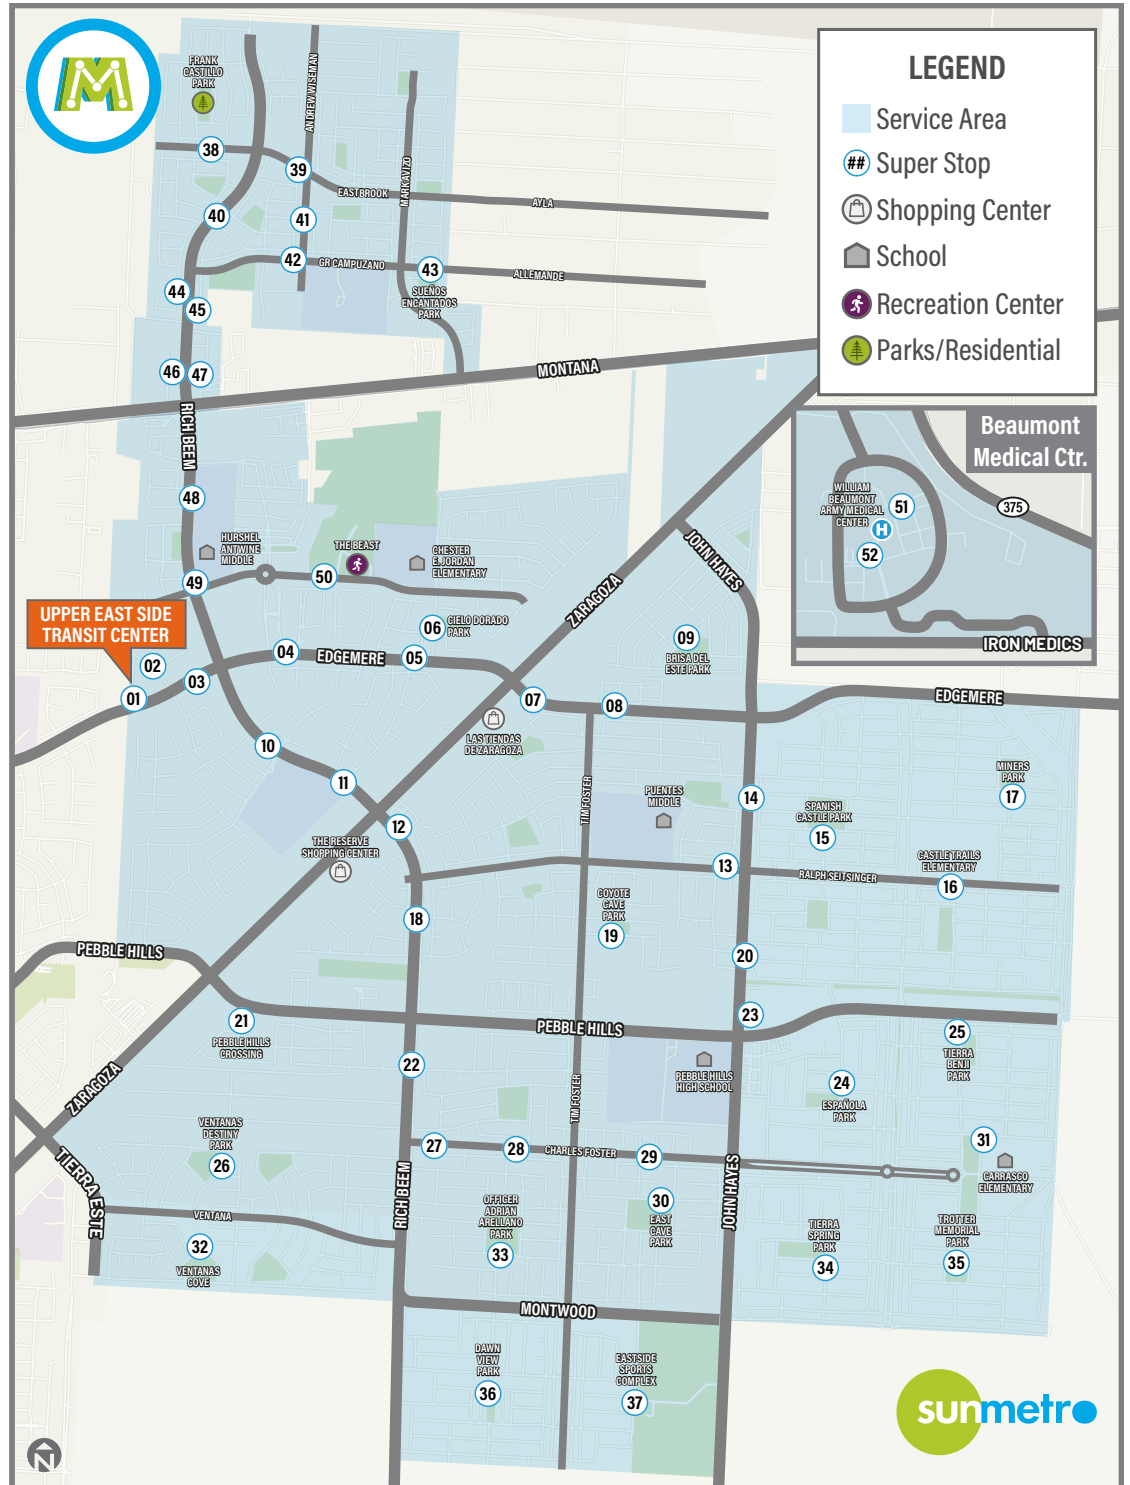 M
LEGEND
Service Area
## Super Stop
Shopping Center
School
Recreation Center
Parks/Residential
FRANK
CASTILLO
PARK
ANDREW WISEMAN
MARK AVIZO
38
39
EASTBROOK
AYLA
40
41
42
GR CAMPUZANO
43
ALLEMANDE
SUEÑOS
ENCANTADOS
PARK
44
45
46
47
MONTANA
RICH BEEM
Beaumont
Medical Ctr.
WILLIAM
BEAUMONT
ARMY MEDICAL
CENTER
51
H
52
375
IRON MEDICS
48
HURSHEL
ANTWINE
MIDDLE
THE BEAST
CHESTER
E. JORDAN
ELEMENTARY
49
50
JOHN HAYES
ZARAGOZA
UPPER EAST SIDE
TRANSIT CENTER
06
CIELO DORADO
PARK
09
BRISA DEL
ESTE PARK
02
04
EDGEMERE
05
03
01
07
08
EDGEMERE
LAS TIENDAS
DE ZARAGOZA
10
11
12
THE RESERVE
SHOPPING CENTER
TIM FOSTER
PUENTES
MIDDLE
14
SPANISH
CASTLE PARK
15
MINERS
PARK
17
13
RALPH SEITSINGER
CASTLE TRAILS
ELEMENTARY
16
18
COYOTE
CAVE
PARK
19
20
PEBBLE HILLS
21
PEBBLE HILLS
CROSSING
PEBBLE HILLS
23
25
TIERRA
BENJI
PARK
22
PEBBLE HILLS
HIGH SCHOOL
24
ESPAÑOLA
PARK
ZARAGOZA
TIM FOSTER
VENTANAS
DESTINY
PARK
26
27
28
CHARLES FOSTER
29
31
CARRASCO
ELEMENTARY
TIERRA ESTE
RICH BEEM
JOHN HAYES
VENTANA
32
VENTANAS
COVE
OFFICER
ADRIAN
ARELLANO
PARK
33
30
EAST
CAVE
PARK
TIERRA
SPRING
PARK
34
TROTTER
MEMORIAL
PARK
35
MONTWOOD
DAWN
VIEW
PARK
36
EASTSIDE
SPORTS
COMPLEX
37
sunmetro
N